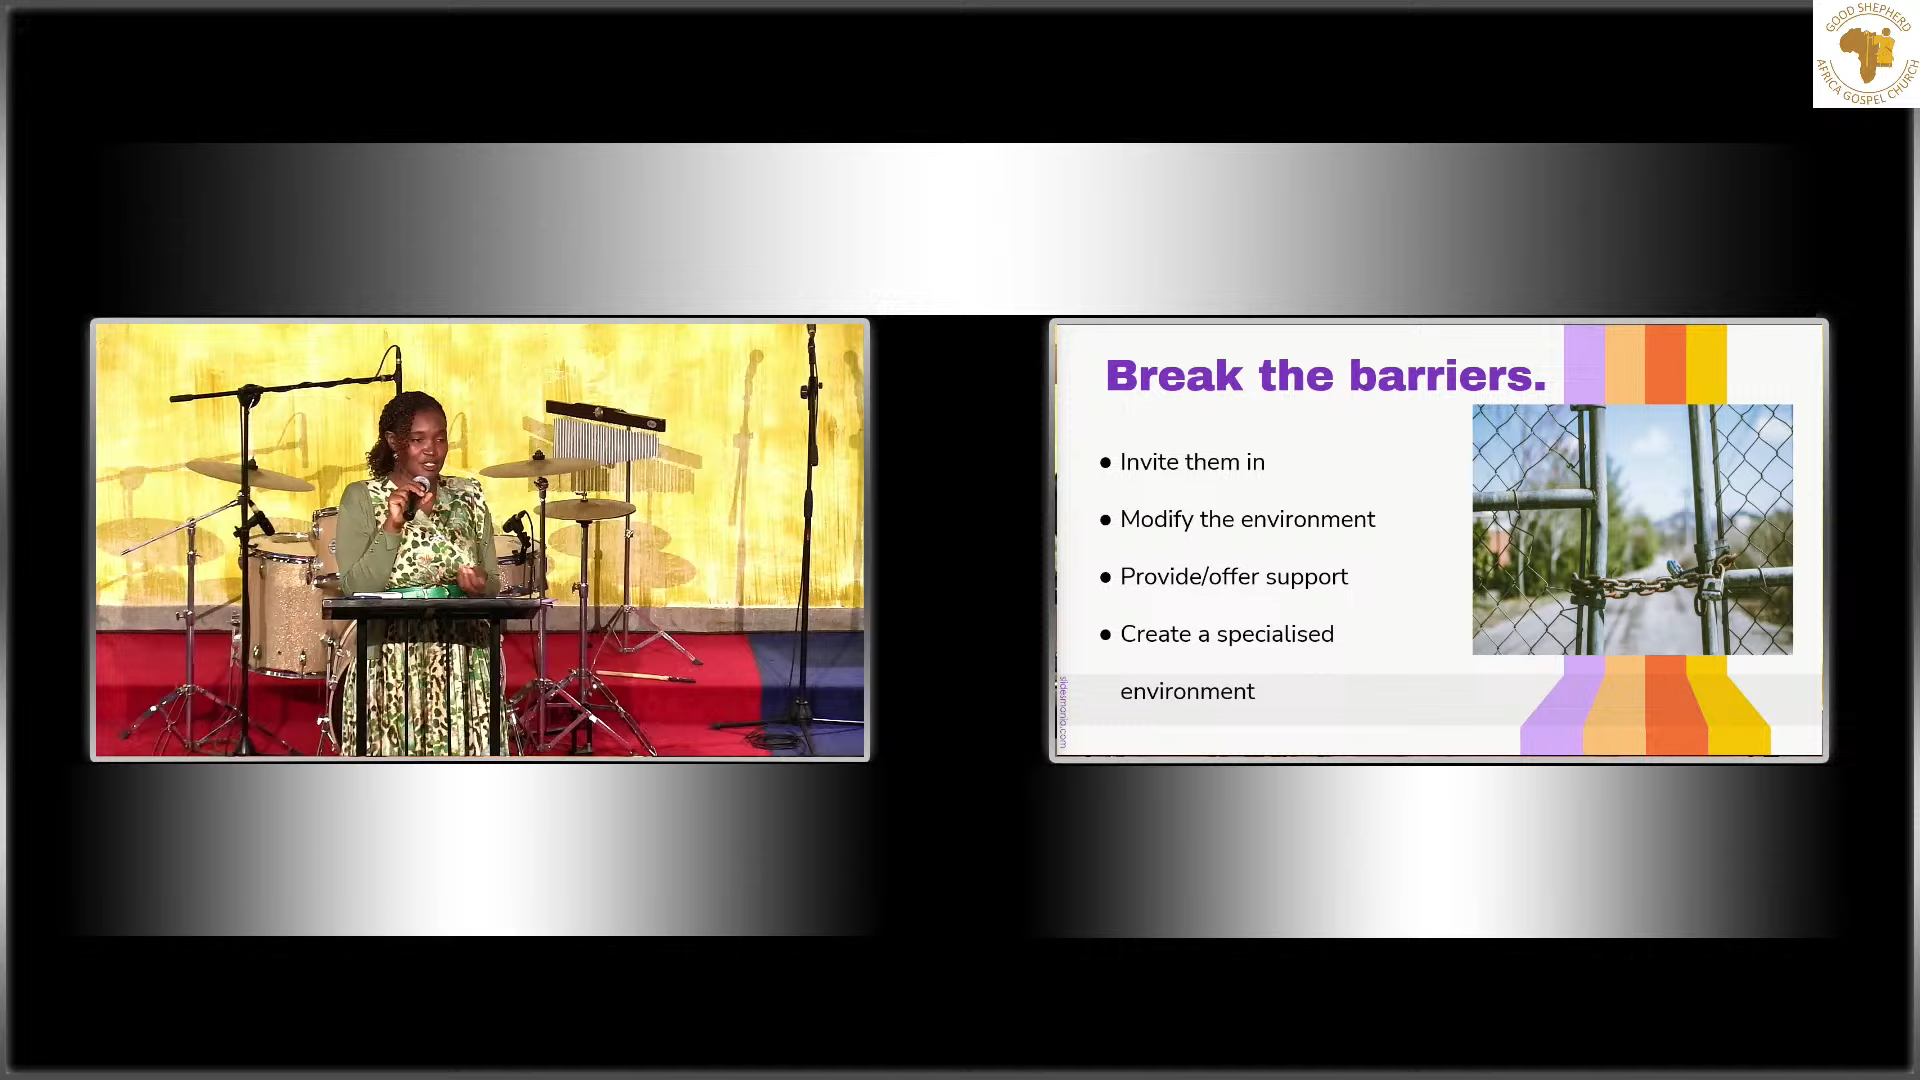 GOOD SHEPHERD
AFRICA GOSPEL CHURCH
Break the barriers.
● Invite them in
● Modify the environment
● Provide/offer support
● Create a specialised
environment
slidesmania.com